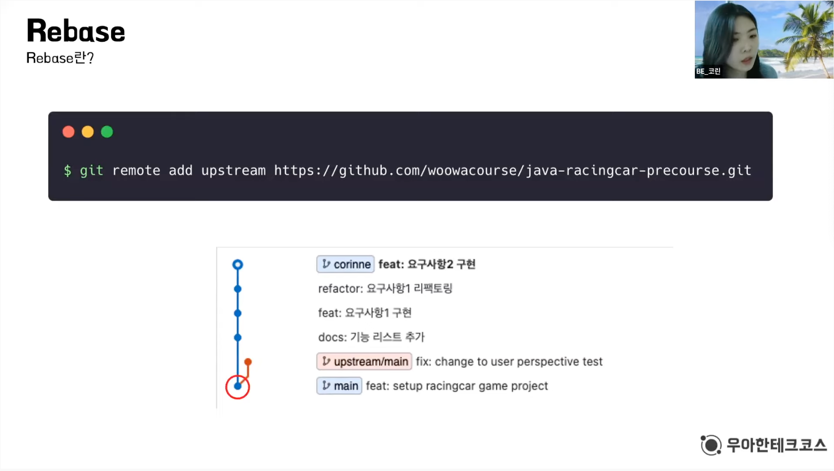 Rebase
Rebase란?
BE_코린
$ git remote add upstream https://github.com/woowacourse/java-racingcar-precourse.git
corinne feat: 요구사항2 구현
refactor: 요구사항1 리팩토링
feat: 요구사항1 구현
docs: 기능 리스트 추가
upstream/main fix: change to user perspective test
main feat: setup racingcar game project
우아한테크코스